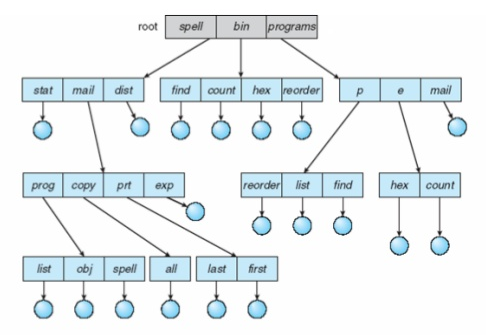 root spell bin programs
stat mail dist find count hex reorder p e mail
prog copy prt exp reorder list find hex count
list obj spell all last first